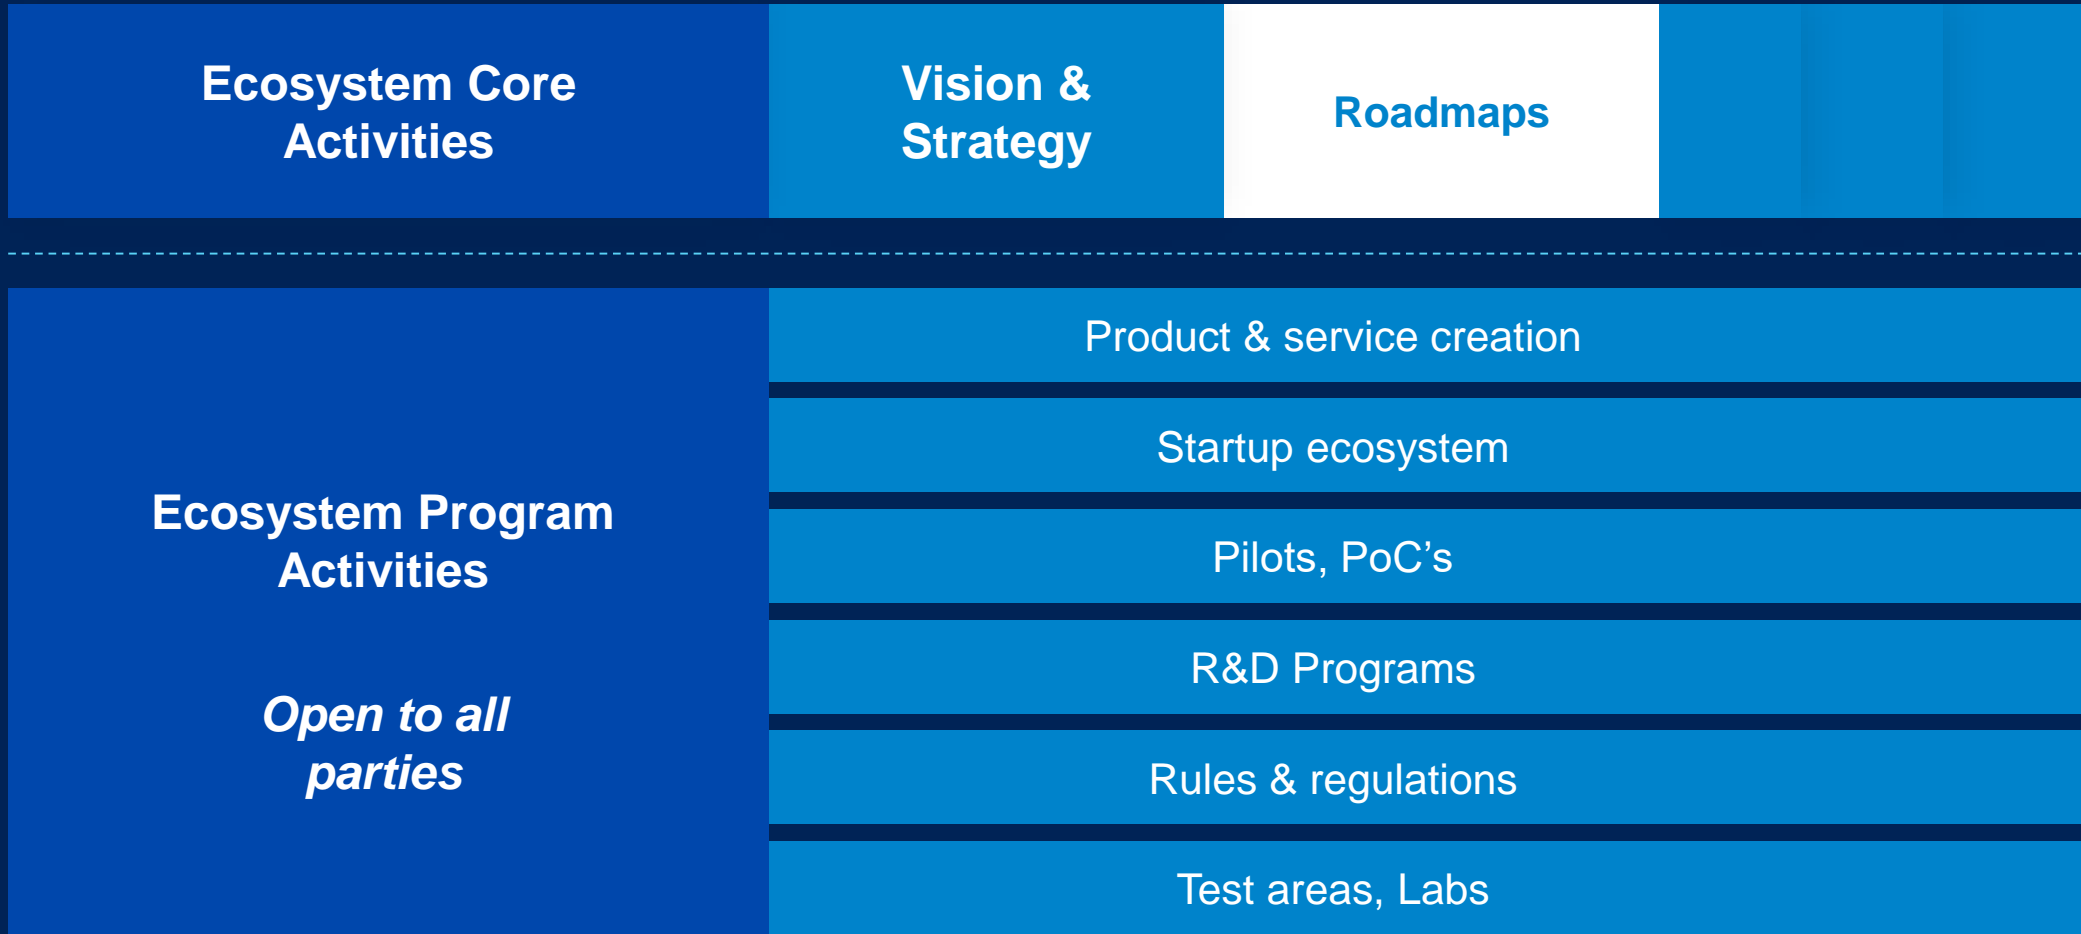 Ecosystem Core
Activities
Vision &
Strategy
Roadmaps
Ecosystem Program
Activities
Open to all
parties
Product & service creation
Startup ecosystem
Pilots, PoC’s
R&D Programs
Rules & regulations
Test areas, Labs